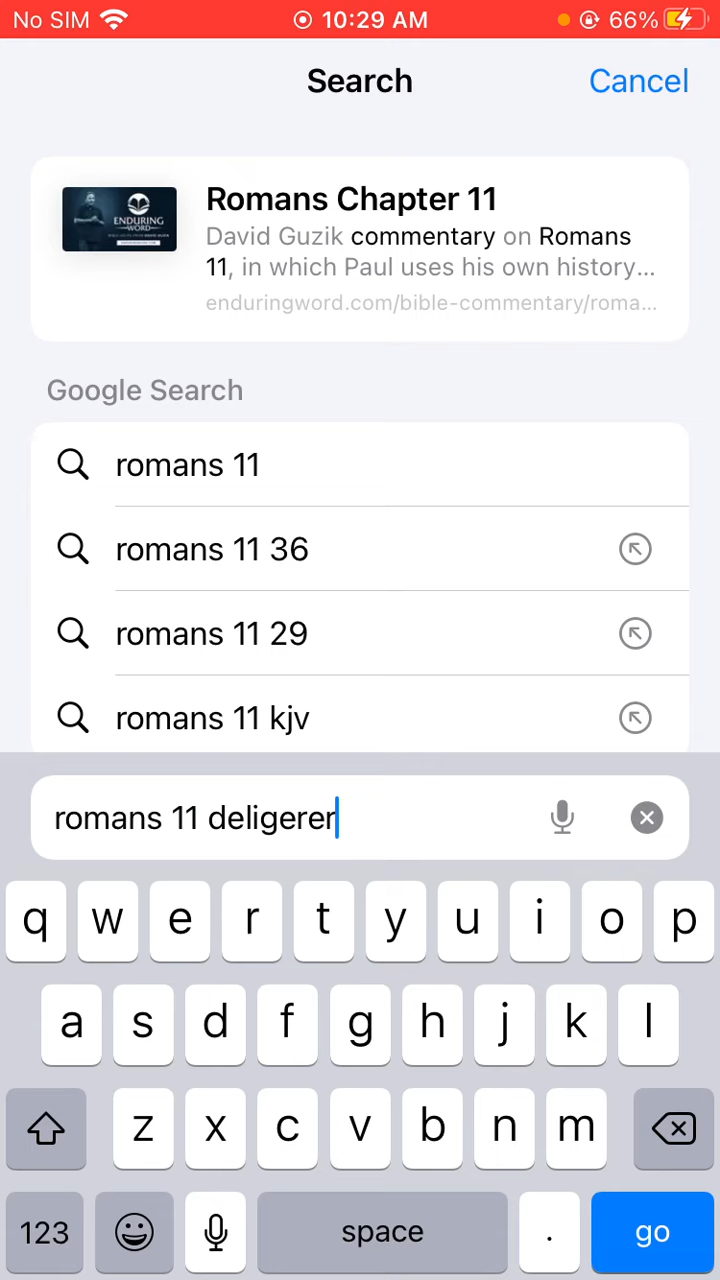 No SIM 10:29 AM 66%
Search Cancel
Romans Chapter 11
David Guzik commentary on Romans
11, in which Paul uses his own history...
enduringword.com/bible-commentary/roma...
ENDURING
WORD
Google Search
romans 11
romans 11 36
romans 11 29
romans 11 kjv
romans 11 deligerer
q w e r t y u i o p
a s d f g h j k l
z x c v b n m
123 space . go